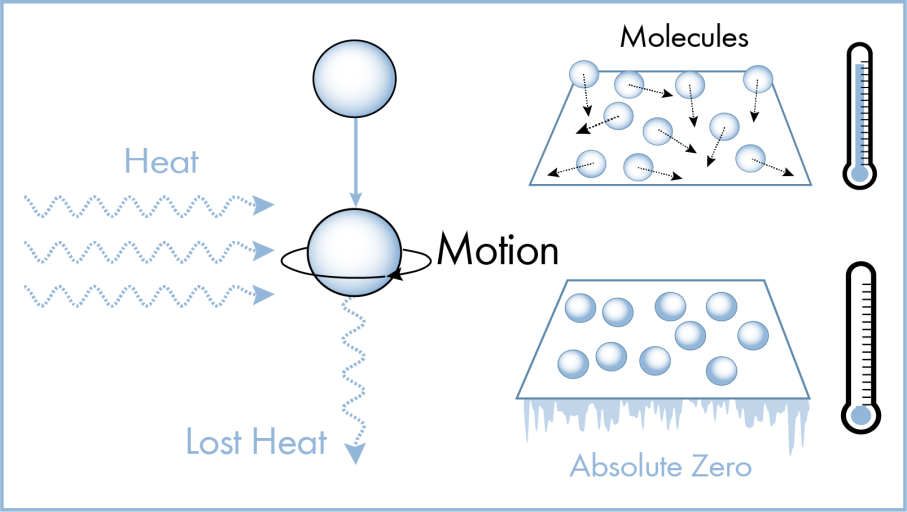 Molecules
Heat
Motion
Lost Heat
Absolute Zero